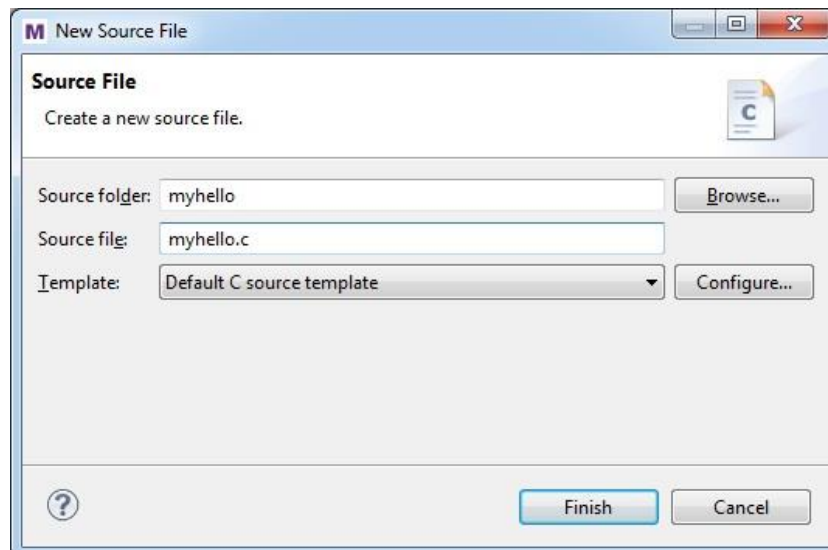 M New Source File
Source File
Create a new source file.
C
Source folder: myhello Browse...
Source file: myhello.c
Template: Default C source template Configure...
?
Finish Cancel